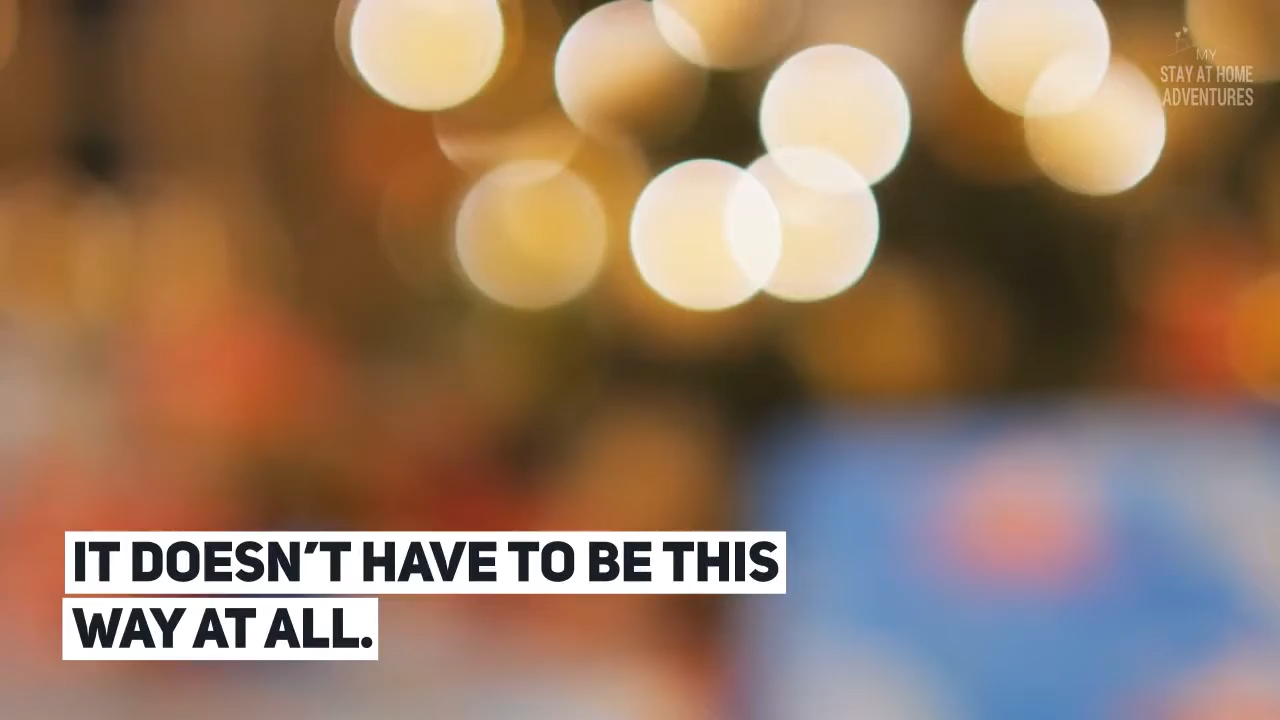 MY
STAY AT HOME
ADVENTURES
IT DOESN'T HAVE TO BE THIS
WAY AT ALL.